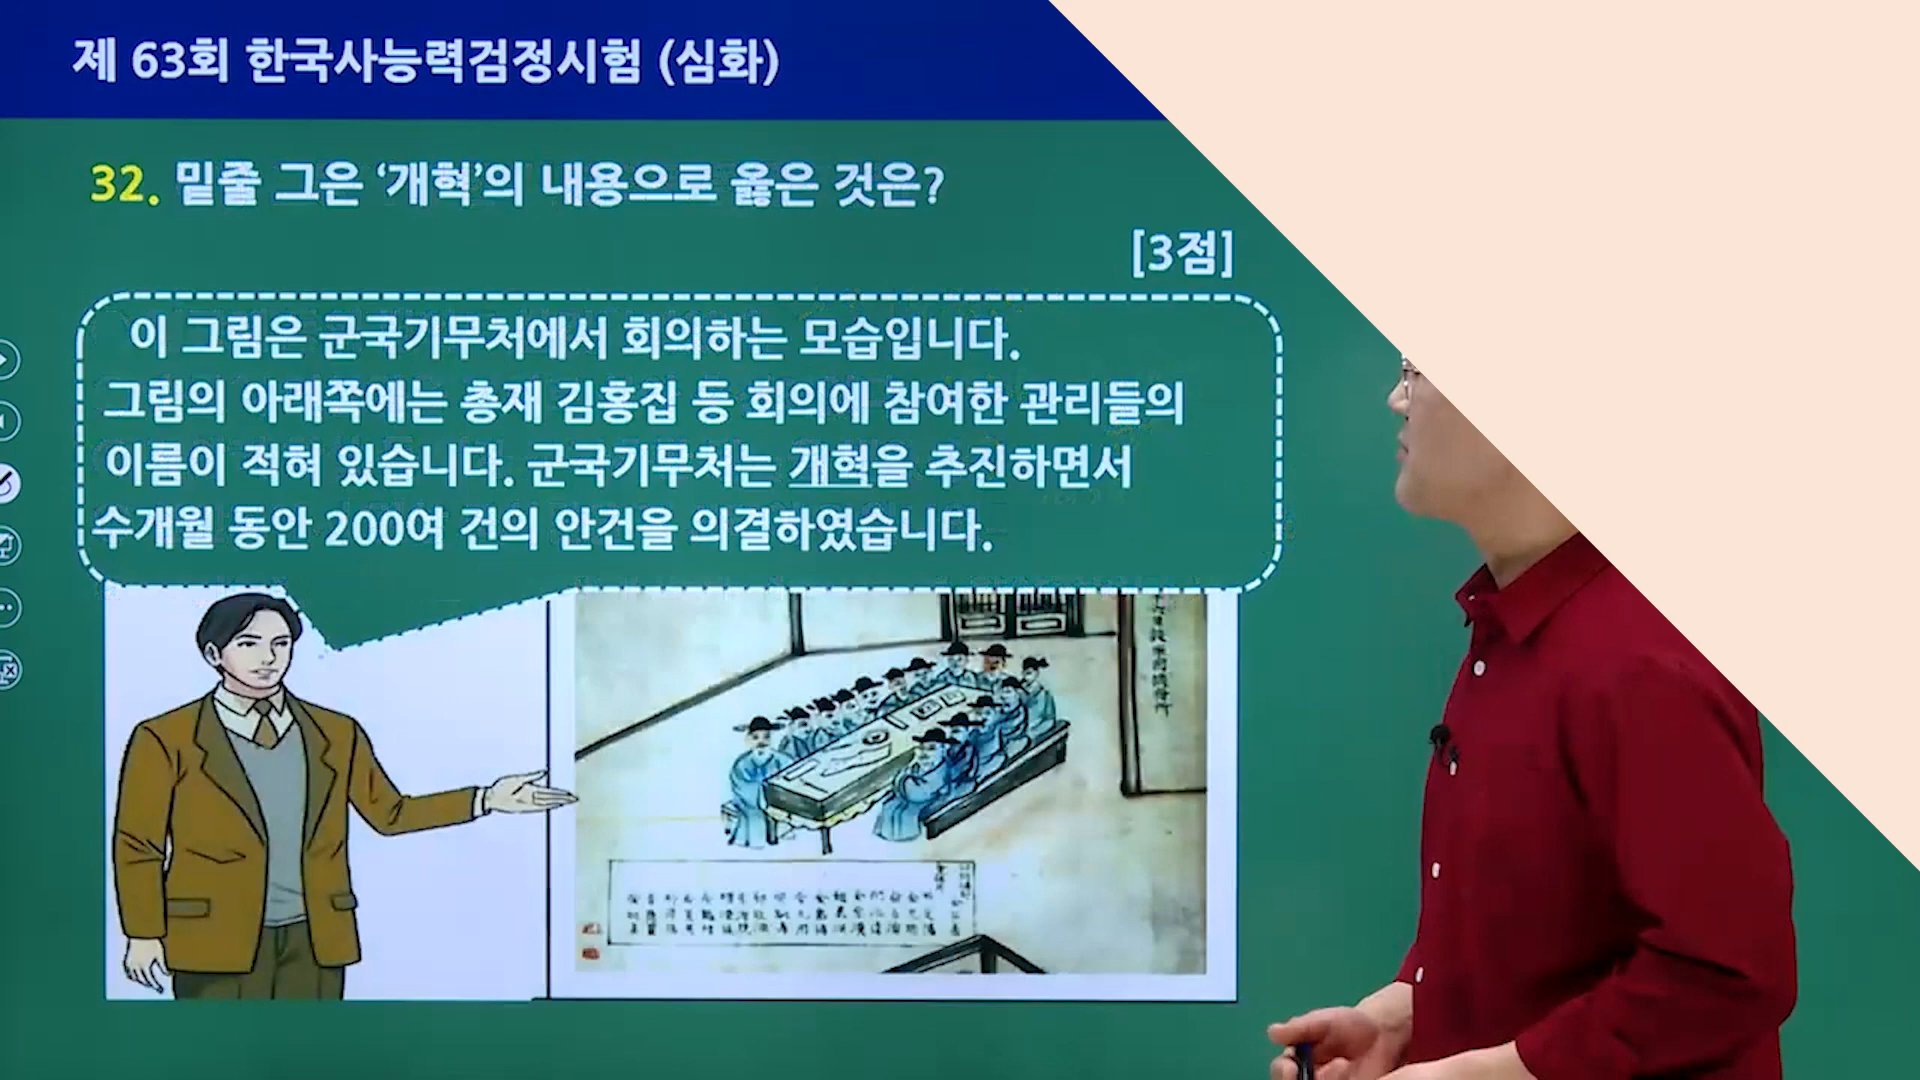 제 63회 한국사능력검정시험 (심화)
32. 밑줄 그은 ‘개혁’의 내용으로 옳은 것은?
[3점]
이 그림은 군국기무처에서 회의하는 모습입니다.
그림의 아래쪽에는 총재 김홍집 등 회의에 참여한 관리들의
이름이 적혀 있습니다. 군국기무처는 개혁을 추진하면서
수개월 동안 200여 건의 안건을 의결하였습니다.